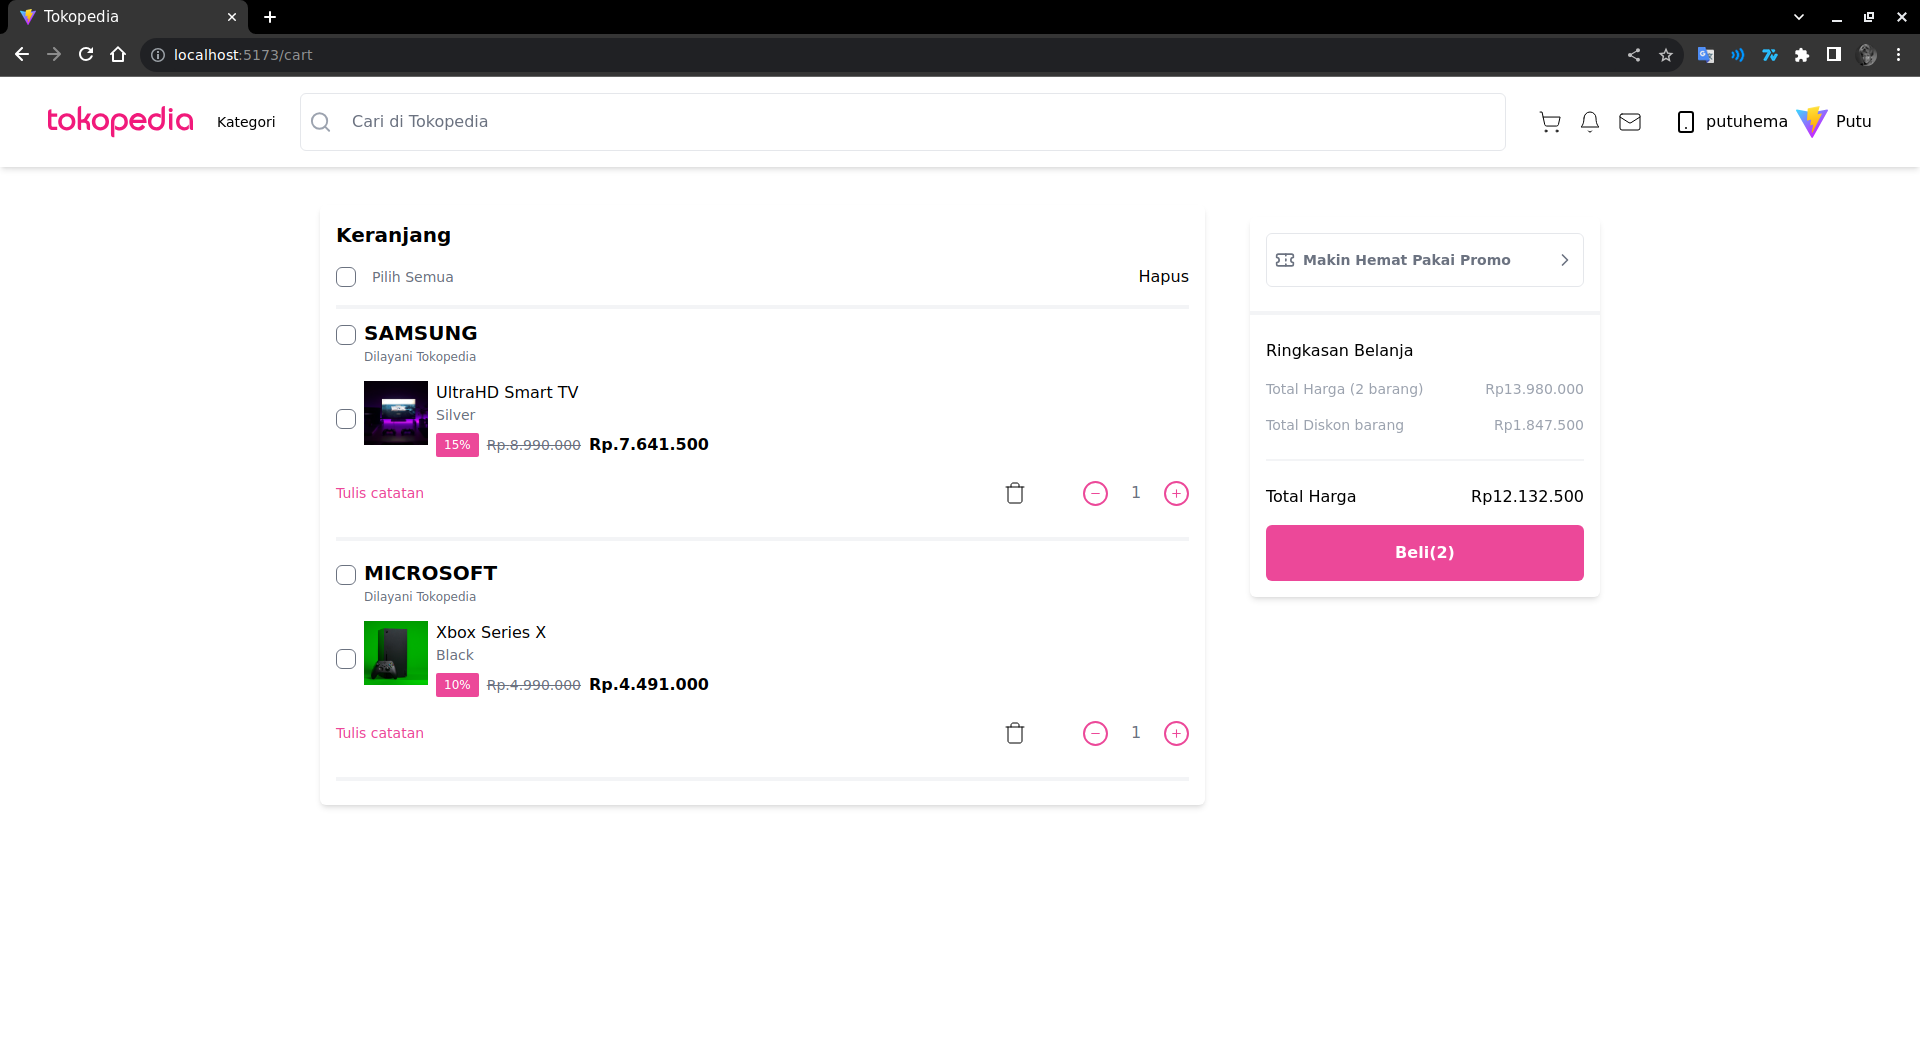 Tokopedia
localhost:5173/cart
tokopedia Kategori Cari di Tokopedia putuhema Putu
Keranjang
Pilih Semua Hapus
SAMSUNG
Dilayani Tokopedia
UltraHD Smart TV
Silver
15% Rp.8.990.000 Rp.7.641.500
Tulis catatan 1
MICROSOFT
Dilayani Tokopedia
Xbox Series X
Black
10% Rp.4.990.000 Rp.4.491.000
Tulis catatan 1
Makin Hemat Pakai Promo
Ringkasan Belanja
Total Harga (2 barang) Rp13.980.000
Total Diskon barang Rp1.847.500
Total Harga Rp12.132.500
Beli(2)